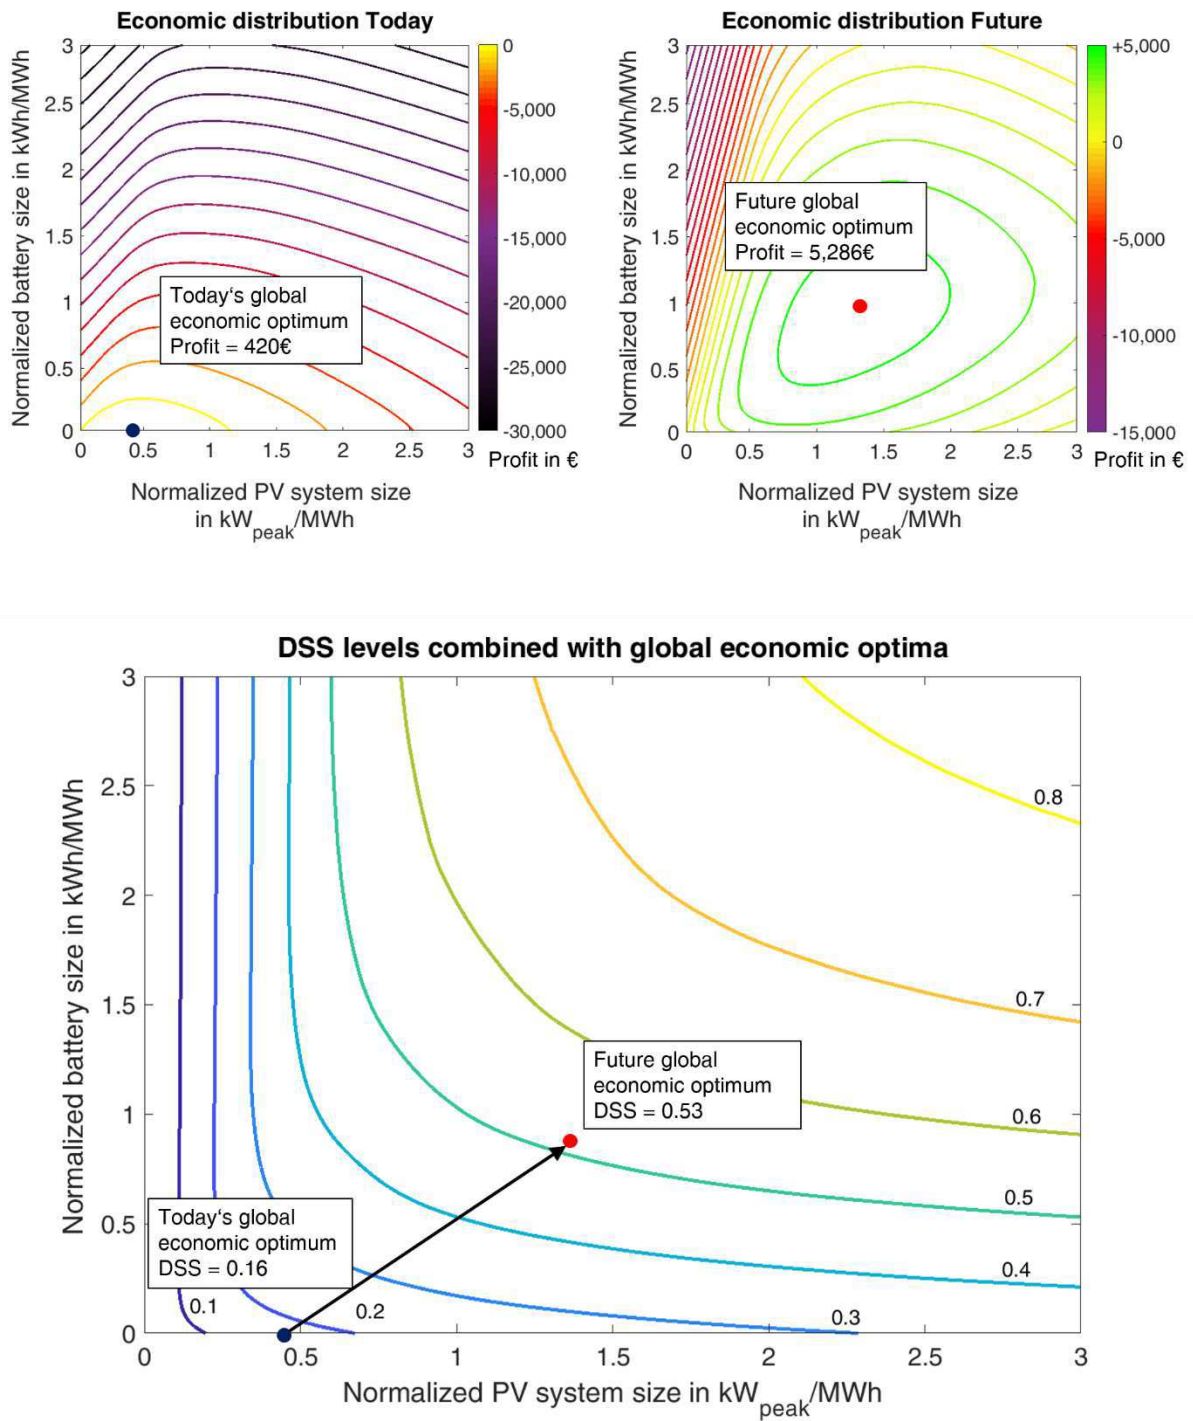 Economic distribution Today
Normalized battery size in kWh/MWh
3
2.5
2
1.5
1
0.5
0
0 0.5 1 1.5 2 2.5 3
Today‘s global
economic optimum
Profit = 420€
0
-5,000
-10,000
-15,000
-20,000
-25,000
-30,000
Profit in €
Normalized PV system size
in kWpeak/MWh
Economic distribution Future
Normalized battery size in kWh/MWh
3
2.5
2
1.5
1
0.5
0
0 0.5 1 1.5 2 2.5 3
Future global
economic optimum
Profit = 5,286€
+5,000
0
-5,000
-10,000
-15,000
Profit in €
Normalized PV system size
in kWpeak/MWh
DSS levels combined with global economic optima
Normalized battery size in kWh/MWh
3
2.5
2
1.5
1
0.5
0
0.8
0.7
Future global
economic optimum
DSS = 0.53
0.6
0.5
Today‘s global
economic optimum
DSS = 0.16
0.4
0.1
0.2
0.3
0 0.5 1 1.5 2 2.5 3
Normalized PV system size in kWpeak/MWh